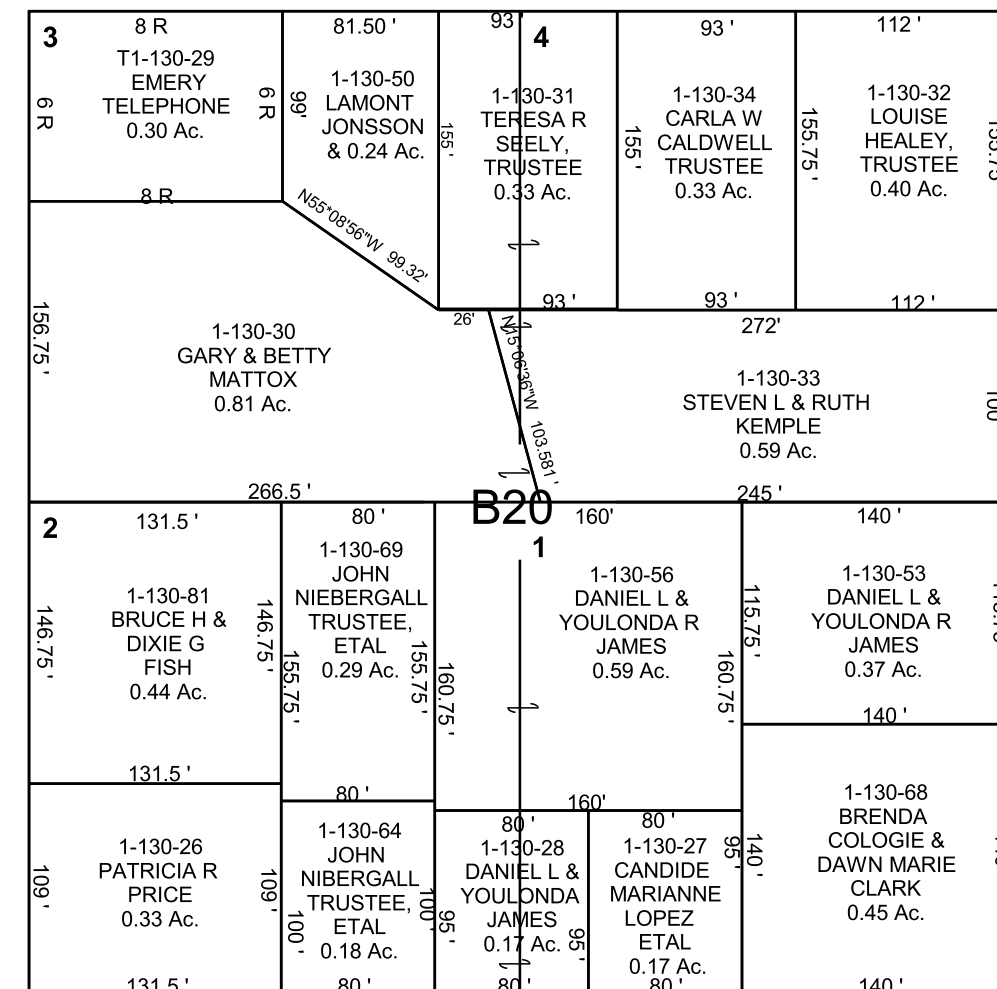 3
8 R
T1-130-29
EMERY
TELEPHONE
0.30 Ac.
6 R
6 R
8 R
81.50 '
99'
1-130-50
LAMONT
JONSSON
& 0.24 Ac.
155 '
N55*08'56"W 99.32'
93 '
4
1-130-31
TERESA R
SEELY,
TRUSTEE
0.33 Ac.
93 '
155 '
93 '
1-130-34
CARLA W
CALDWELL
TRUSTEE
0.33 Ac.
93 '
155.75 '
112 '
1-130-32
LOUISE
HEALEY,
TRUSTEE
0.40 Ac.
112 '
156.75 '
1-130-30
GARY & BETTY
MATTOX
0.81 Ac.
266.5 '
26'
N15*06'36"W 103.581 '
272'
1-130-33
STEVEN L & RUTH
KEMPLE
0.59 Ac.
100
245 '
B20
2
131.5 '
146.75 '
1-130-81
BRUCE H &
DIXIE G
FISH
0.44 Ac.
146.75 '
131.5 '
80 '
1-130-69
JOHN
NIEBERGALL
TRUSTEE,
ETAL
0.29 Ac.
155.75 '
155.75 '
80 '
160'
1
1-130-56
DANIEL L &
YOULONDA R
JAMES
0.59 Ac.
160.75 '
160.75 '
160'
140 '
115.75 '
1-130-53
DANIEL L &
YOULONDA R
JAMES
0.37 Ac.
140 '
109 '
1-130-26
PATRICIA R
PRICE
0.33 Ac.
109 '
131.5 '
1-130-64
JOHN
NIBERGALL
TRUSTEE,
ETAL
0.18 Ac.
100 '
100 '
80 '
80 '
1-130-28
DANIEL L &
YOULONDA
JAMES
0.17 Ac.
95 '
95 '
80 '
80 '
1-130-27
CANDIDE
MARIANNE
LOPEZ
ETAL
0.17 Ac.
95 '
80 '
140 '
1-130-68
BRENDA
COLOGIE &
DAWN MARIE
CLARK
0.45 Ac.
140 '